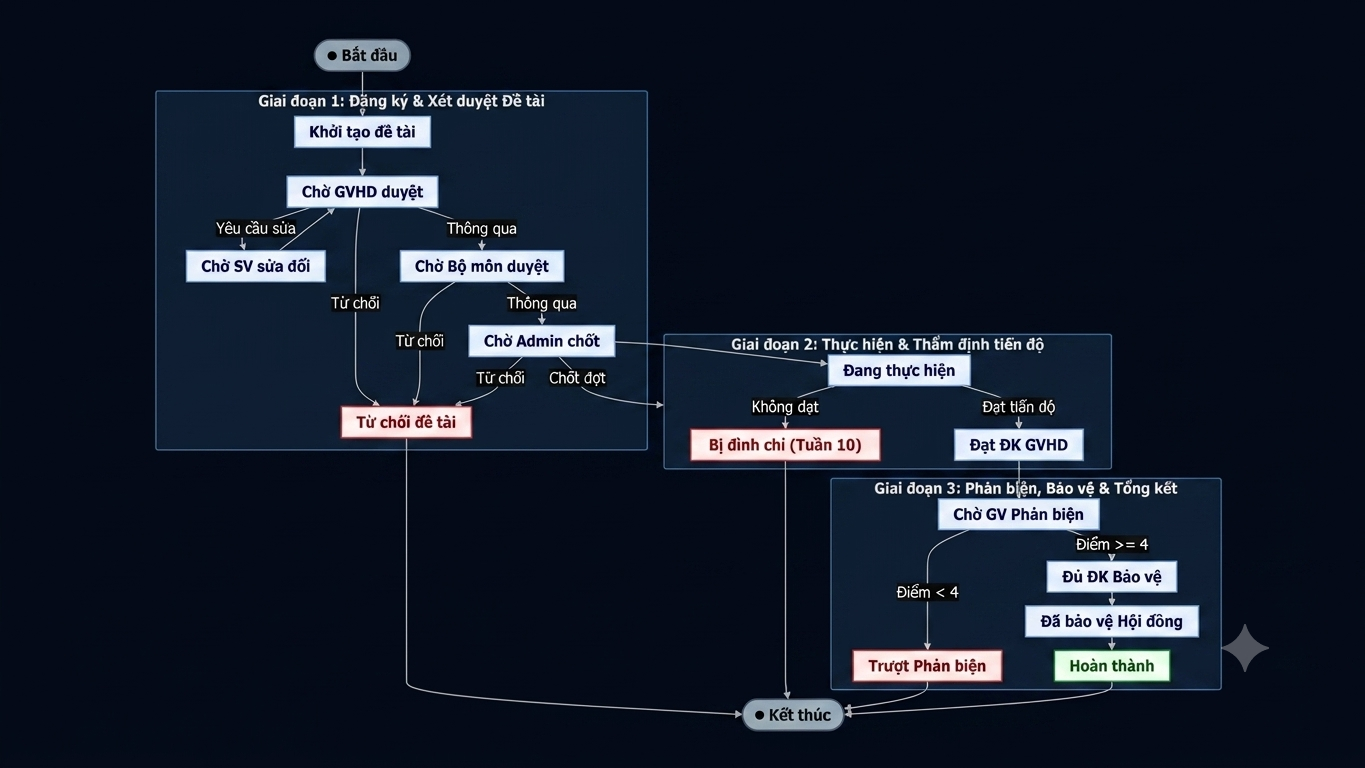 ● Bắt đầu
Giai đoạn 1: Đăng ký & Xét duyệt Đề tài
Khởi tạo đề tài
Chờ GVHD duyệt
Yêu cầu sửa
Thông qua
Chờ SV sửa đổi
Chờ Bộ môn duyệt
Từ chối
Thông qua
Từ chối
Chờ Admin chốt
Từ chối
Chốt đợt
Từ chối đề tài
Giai đoạn 2: Thực hiện & Thẩm định tiến độ
Đang thực hiện
Không đạt
Đạt tiến độ
Bị đình chỉ (Tuần 10)
Đạt ĐK GVHD
Giai đoạn 3: Phản biện, Bảo vệ & Tổng kết
Chờ GV Phản biện
Điểm >= 4
Đủ ĐK Bảo vệ
Điểm < 4
Đã bảo vệ Hội đồng
Trượt Phản biện
Hoàn thành
● Kết thúc